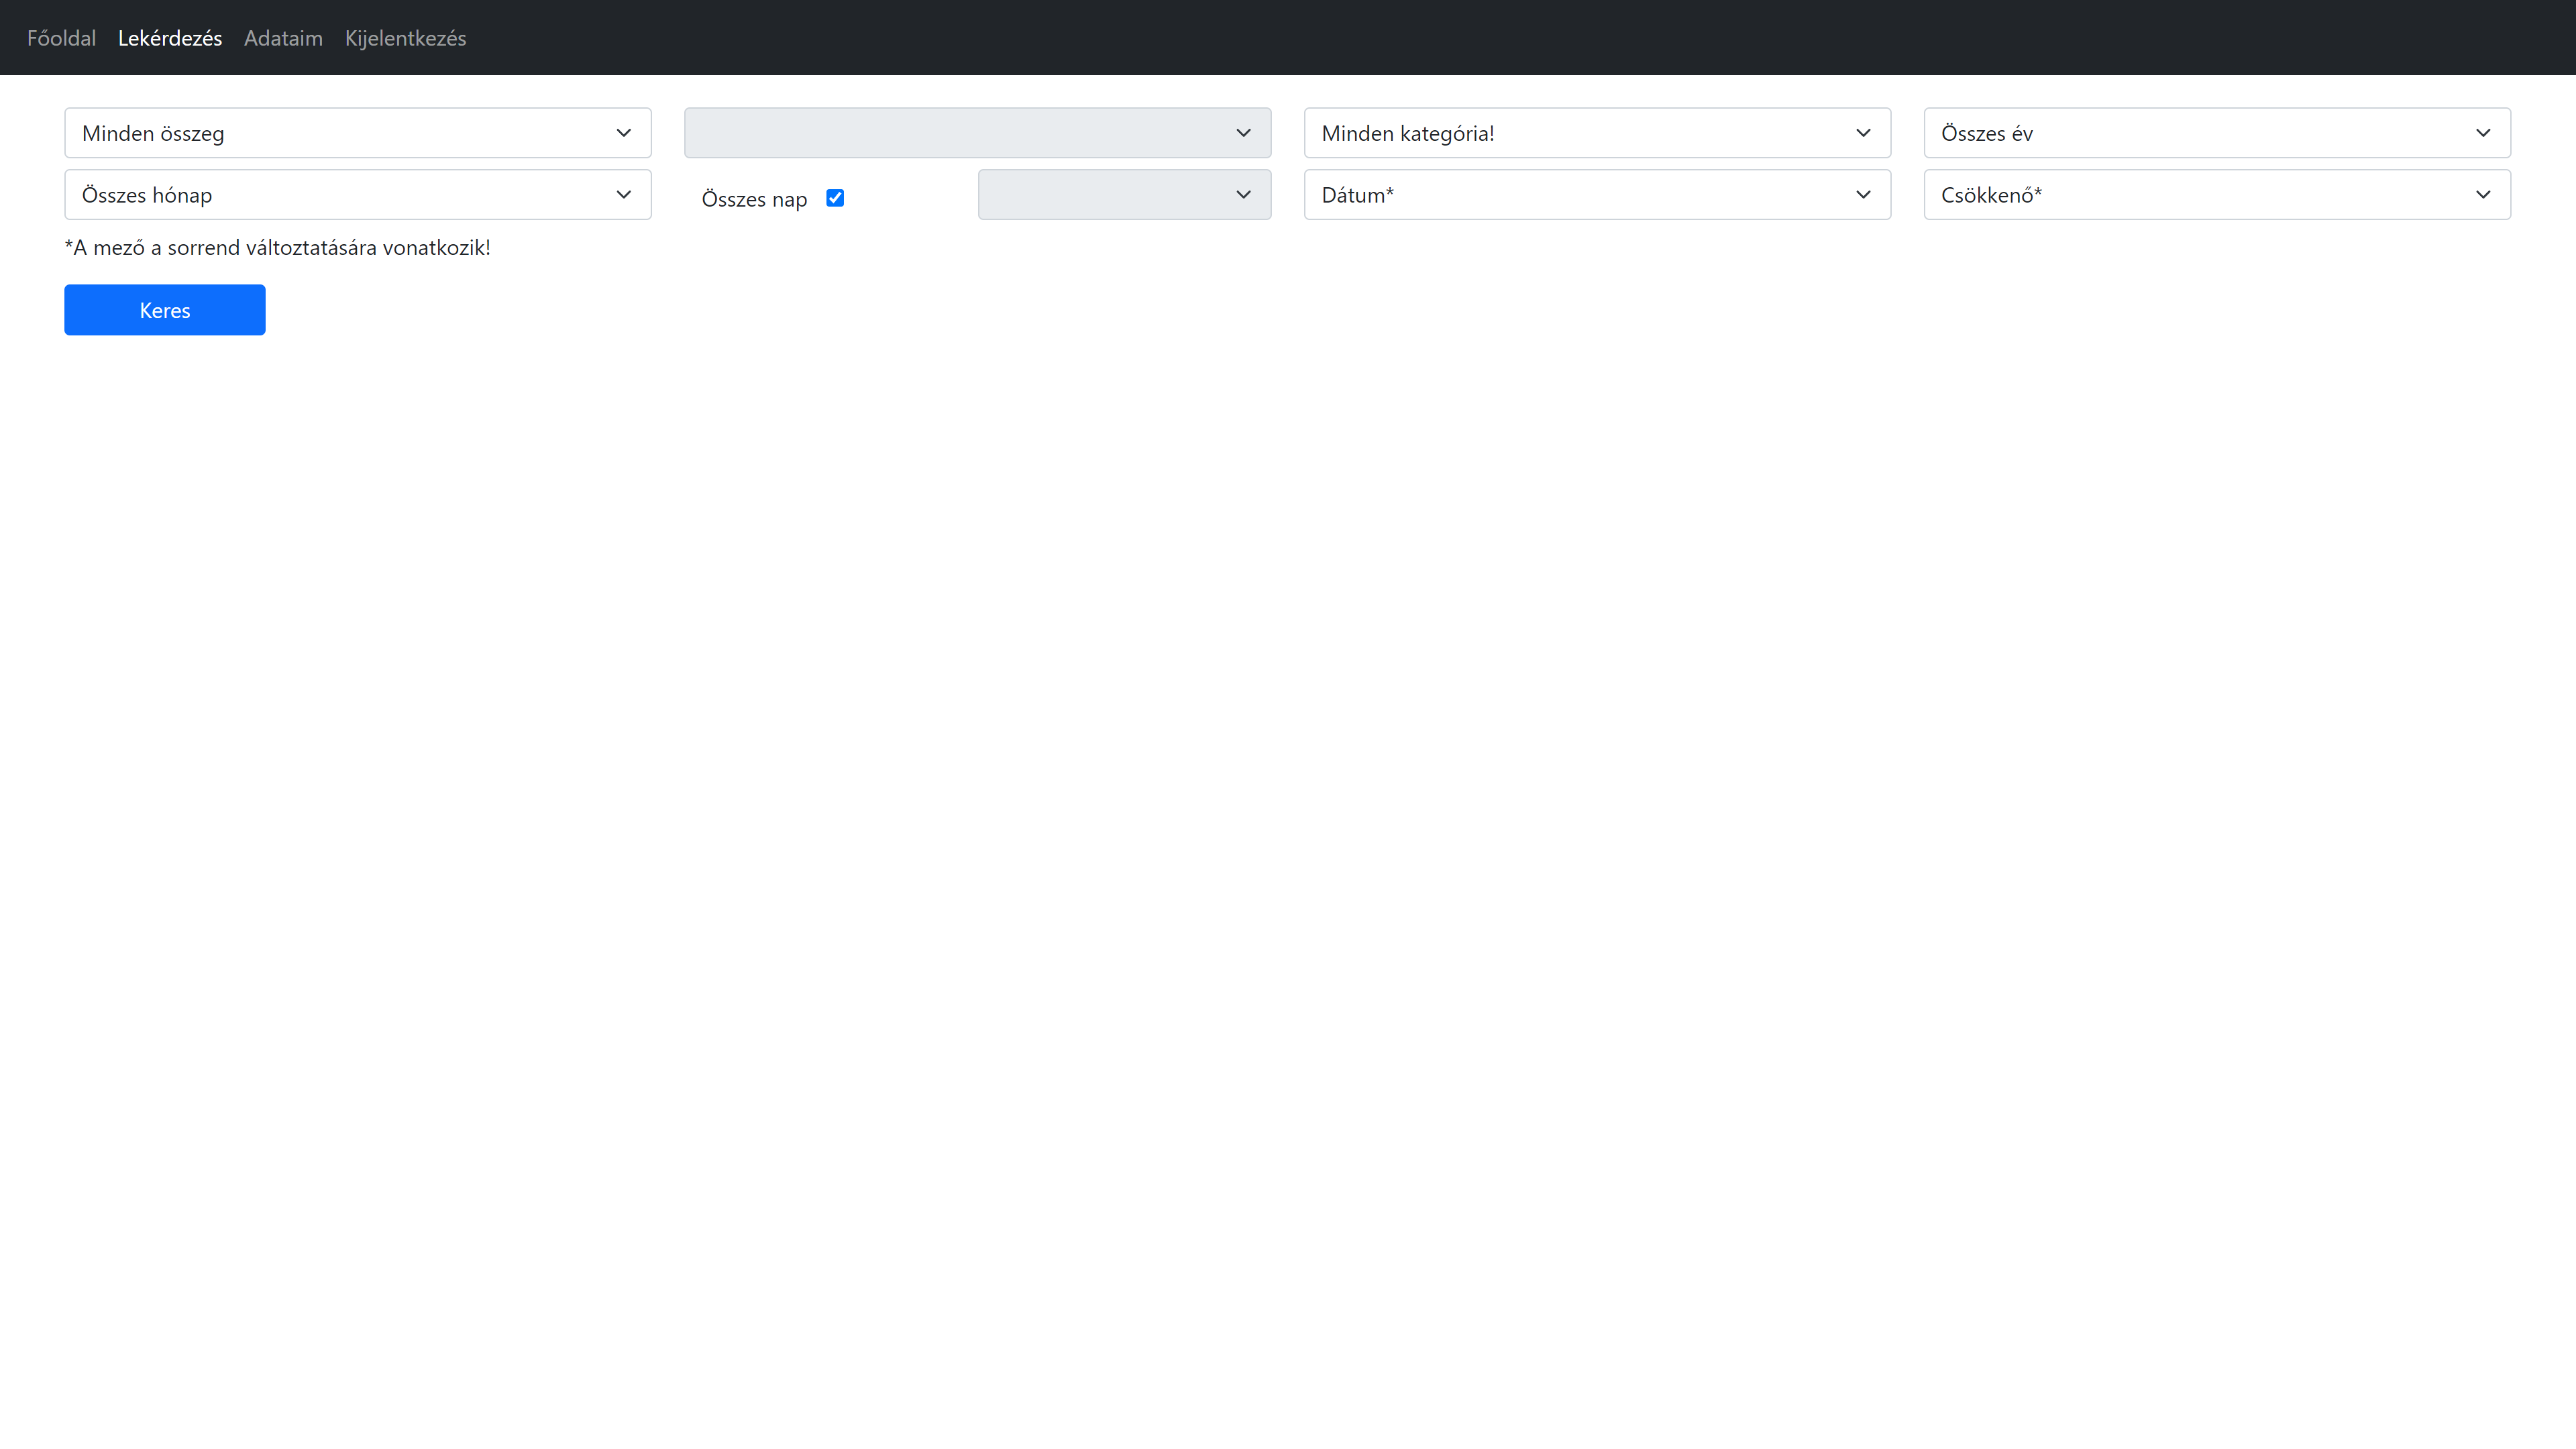 Főoldal Lekérdezés Adataim Kijelentkezés
Minden összeg Minden kategória! Összes év
Összes hónap Összes nap Dátum* Csökkenő*
*A mező a sorrend változtatására vonatkozik!
Keres